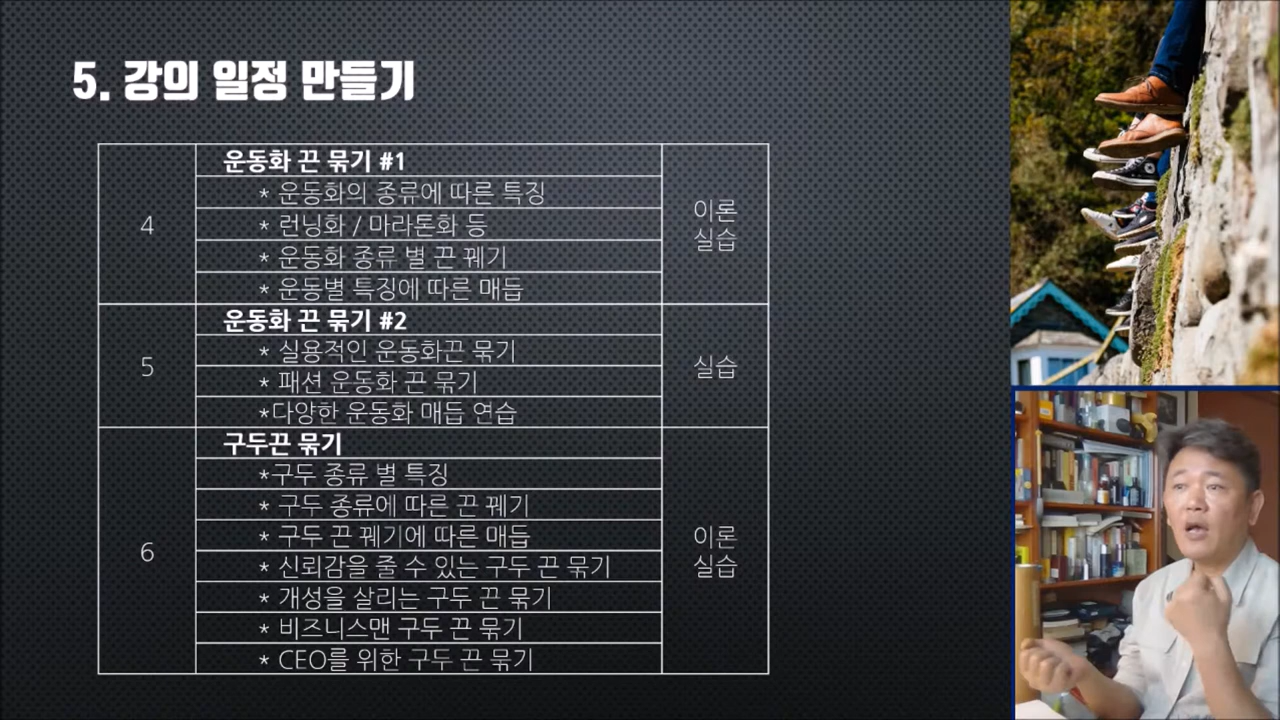 5. 강의 일정 만들기
4
운동화 끈 묶기 #1
* 운동화의 종류에 따른 특징
* 런닝화 / 마라톤화 등
* 운동화 종류 별 끈 꿰기
* 운동별 특징에 따른 매듭
이론
실습
5
운동화 끈 묶기 #2
* 실용적인 운동화끈 묶기
* 패션 운동화 끈 묶기
*다양한 운동화 매듭 연습
실습
6
구두끈 묶기
*구두 종류 별 특징
* 구두 종류에 따른 끈 꿰기
* 구두 끈 꿰기에 따른 매듭
* 신뢰감을 줄 수 있는 구두 끈 묶기
* 개성을 살리는 구두 끈 묶기
* 비즈니스맨 구두 끈 묶기
* CEO를 위한 구두 끈 묶기
이론
실습